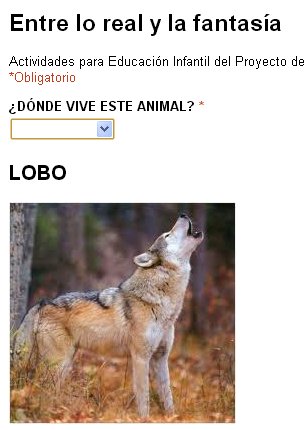 Entre lo real y la fantasía
Actividades para Educación Infantil del Proyecto de
*Obligatorio
¿DÓNDE VIVE ESTE ANIMAL? *
LOBO